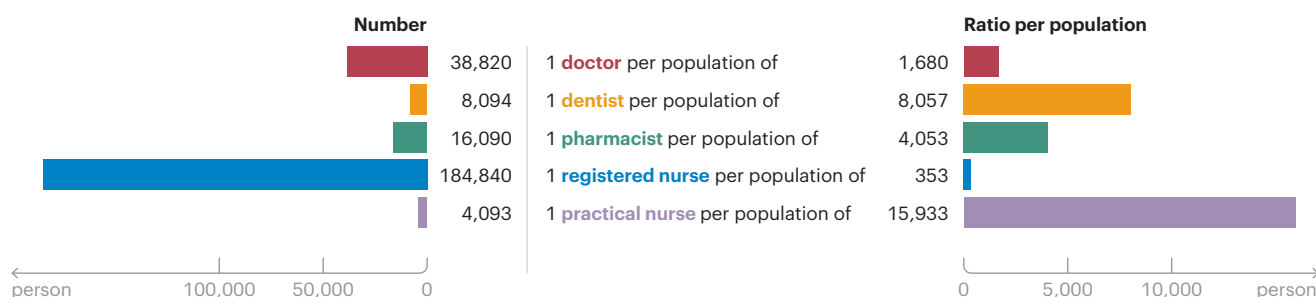 Number Ratio per population
38,820 1 doctor per population of 1,680
8,094 1 dentist per population of 8,057
16,090 1 pharmacist per population of 4,053
184,840 1 registered nurse per population of 353
4,093 1 practical nurse per population of 15,933
person 100,000 50,000 0 0 5,000 10,000 person